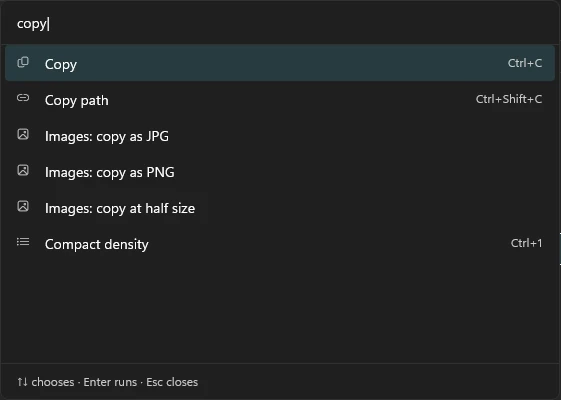 copy
Copy Ctrl+C
Copy path Ctrl+Shift+C
Images: copy as JPG
Images: copy as PNG
Images: copy at half size
Compact density Ctrl+1
↑↓ chooses · Enter runs · Esc closes